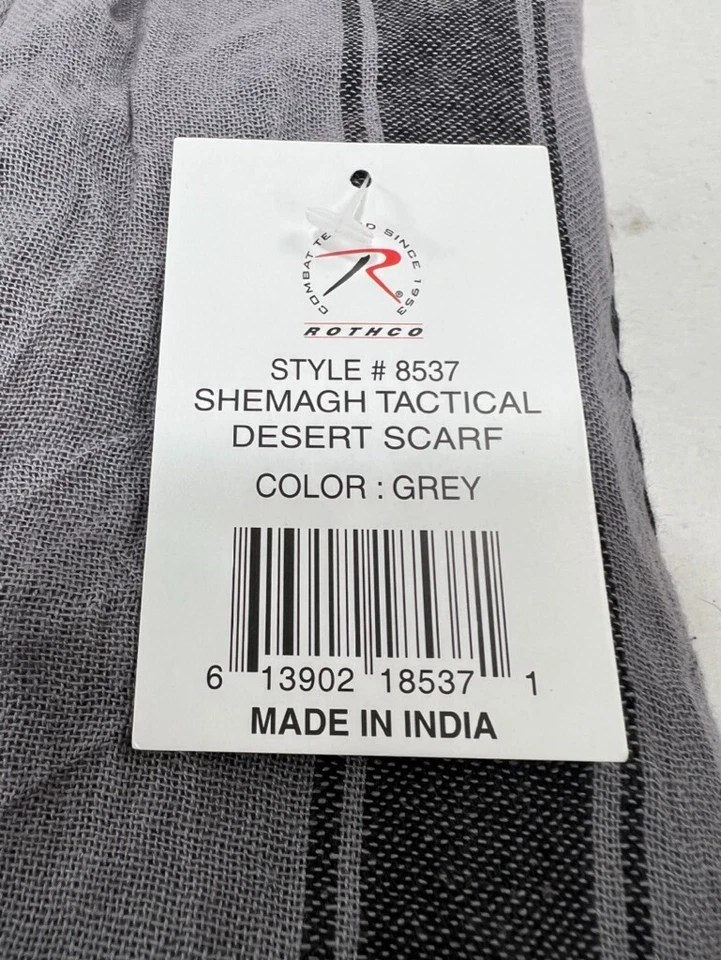 COMBAT TE D SINCE 1953
ROTHCO
STYLE # 8537
SHEMAGH TACTICAL
DESERT SCARF
COLOR : GREY
6 13902 18537 1
MADE IN INDIA